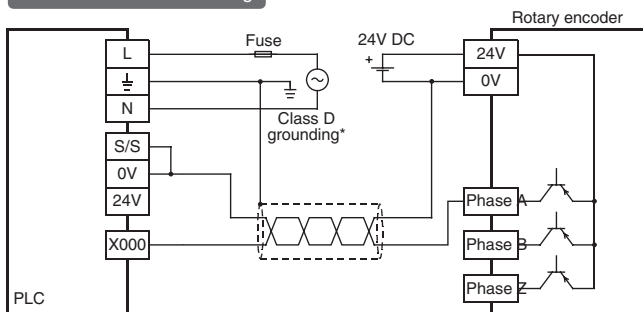 Rotary encoder
L
Fuse
24V DC
24V
+
0V
N
Class D
grounding*
S/S
0V
24V
Phase A
X000
Phase B
Phase Z
PLC